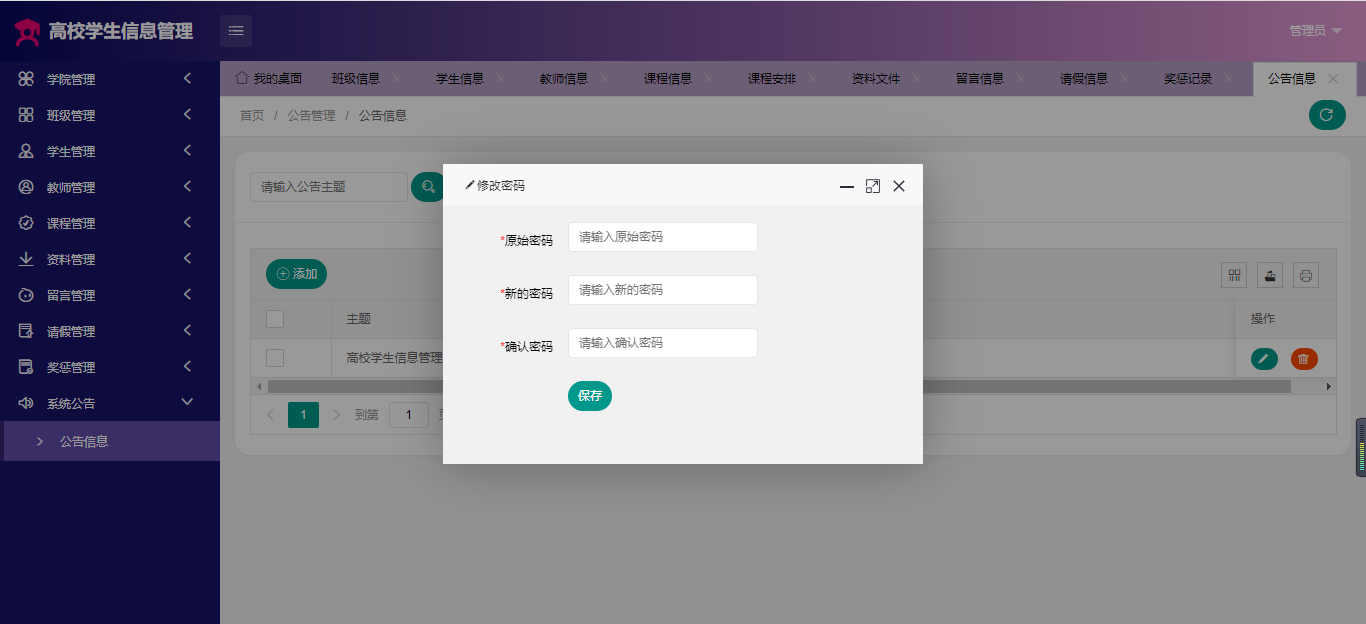 高校学生信息管理
管理员
学院管理
班级管理
学生管理
教师管理
课程管理
资料管理
留言管理
请假管理
奖惩管理
系统公告
公告信息
我的桌面 班级信息 学生信息 教师信息 课程信息 课程安排 资料文件 留言信息 请假信息 奖惩记录 公告信息
首页 / 公告管理 / 公告信息
请输入公告主题
添加
主题 操作
高校学生信息管理
1 到第 1
修改密码
*原始密码 请输入原始密码
*新的密码 请输入新的密码
*确认密码 请输入确认密码
保存